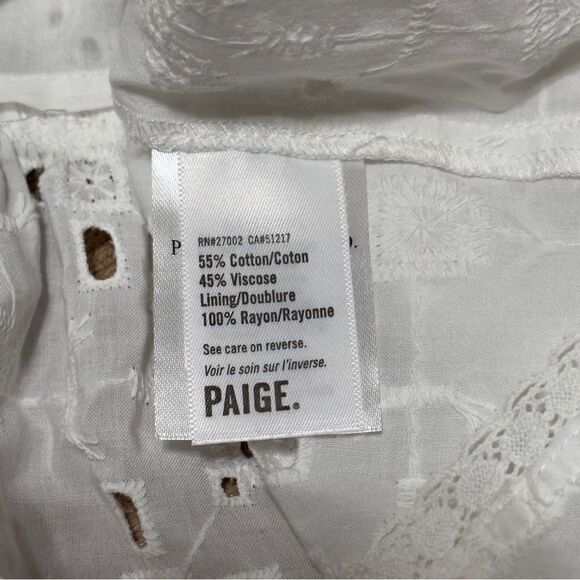 RN#27002 CA#51217
55% Cotton/Coton
45% Viscose
Lining/Doublure
100% Rayon/Rayonne
See care on reverse.
Voir le soin sur l'inverse.
PAIGE.